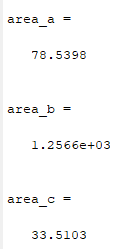 area_a =
78.5398
area_b =
1.2566e+03
area_c =
33.5103